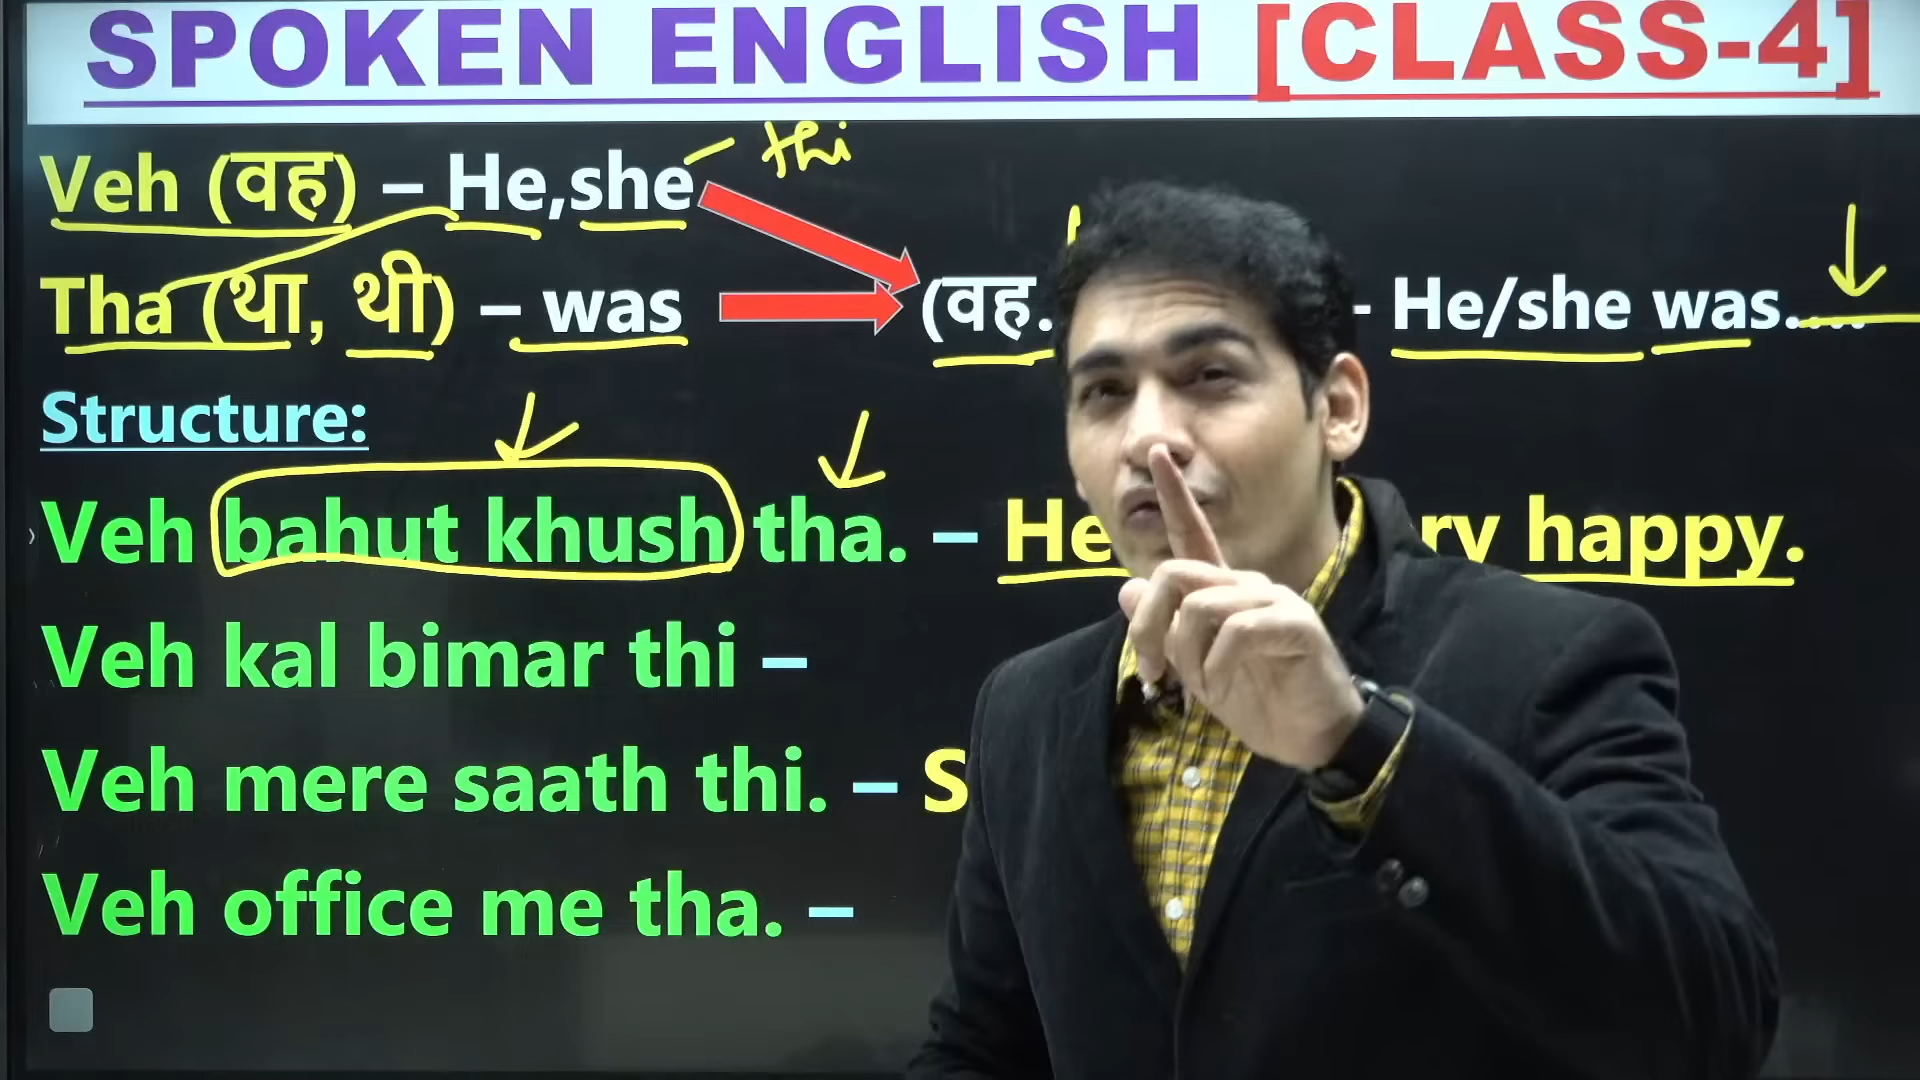 SPOKEN ENGLISH [CLASS-4]
Veh (वह) – He,she – thi
Tha (था, थी) – was (वह. - He/she was.....
Structure:
Veh bahut khush tha. – He happy.
Veh kal bimar thi –
Veh mere saath thi. –
Veh office me tha. –